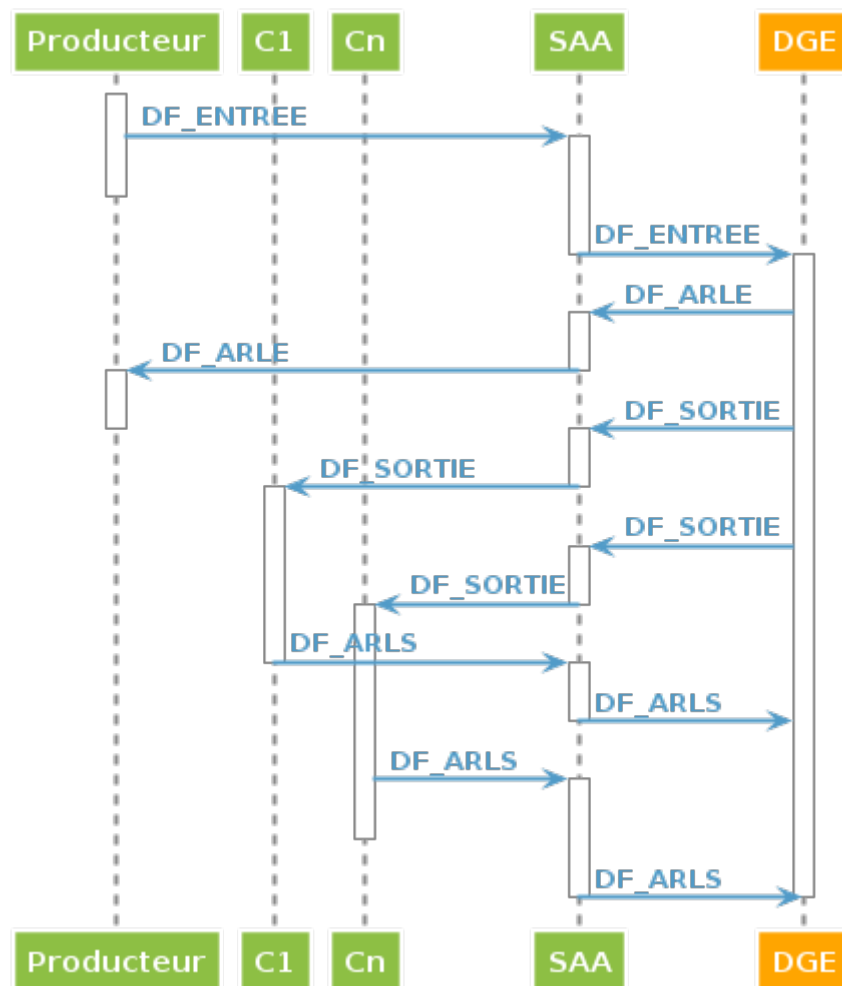 Producteur C1 Cn SAA DGE
DF_ENTREE
DF_ENTREE
DF_ARLE
DF_ARLE
DF_SORTIE
DF_SORTIE
DF_SORTIE
DF_SORTIE
DF_ARLS
DF_ARLS
DF_ARLS
DF_ARLS
Producteur C1 Cn SAA DGE